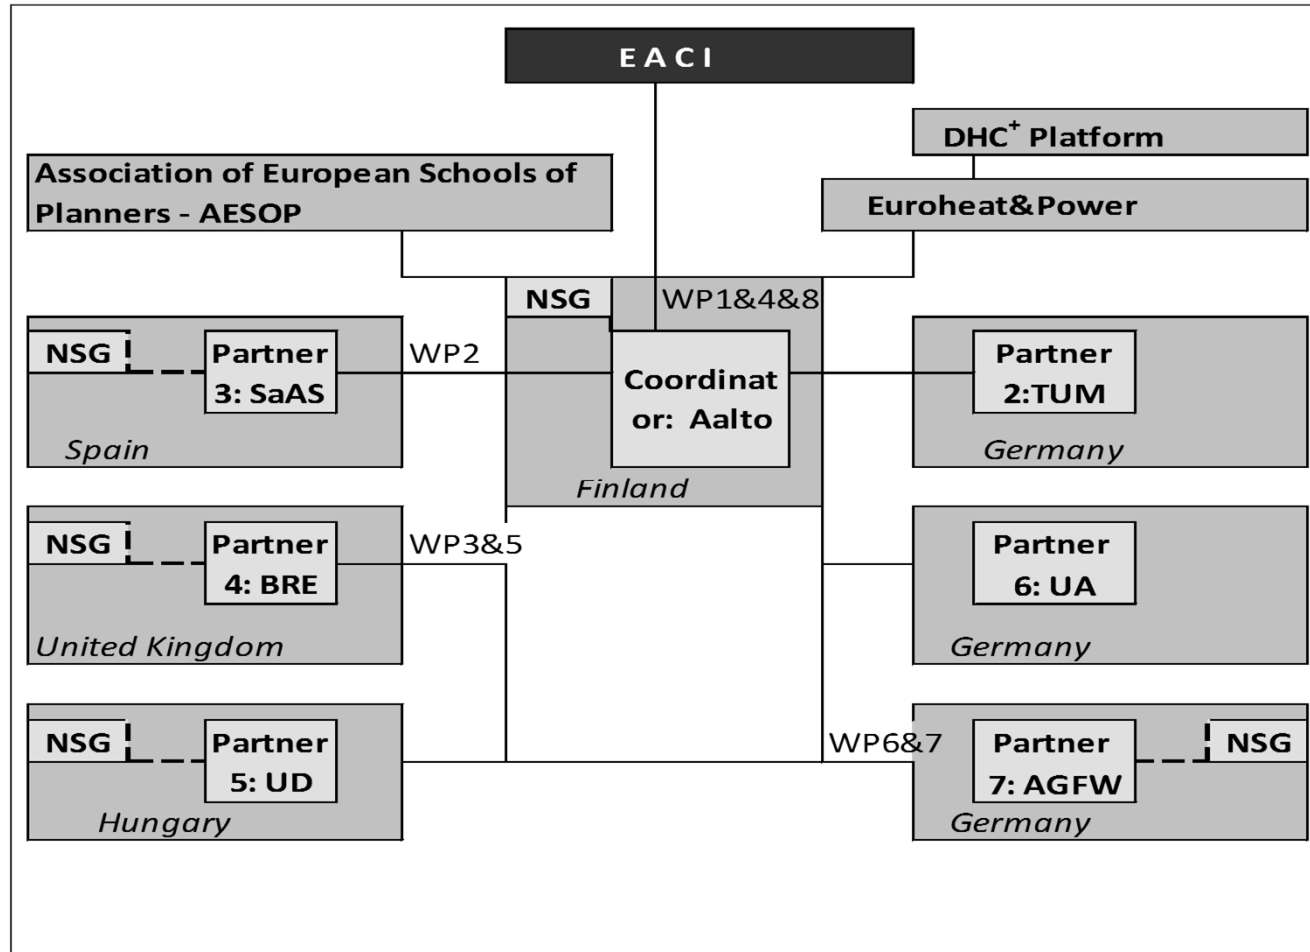 E A C I
DHC+ Platform
Association of European Schools of
Planners - AESOP
Euroheat&Power
NSG
WP1&4&8
NSG
Partner
3: SaAS
WP2
Coordinat
or: Aalto
Partner
2:TUM
Spain
Finland
Germany
NSG
Partner
4: BRE
WP3&5
Partner
6: UA
United Kingdom
Germany
NSG
Partner
5: UD
WP6&7
Partner
7: AGFW
NSG
Hungary
Germany